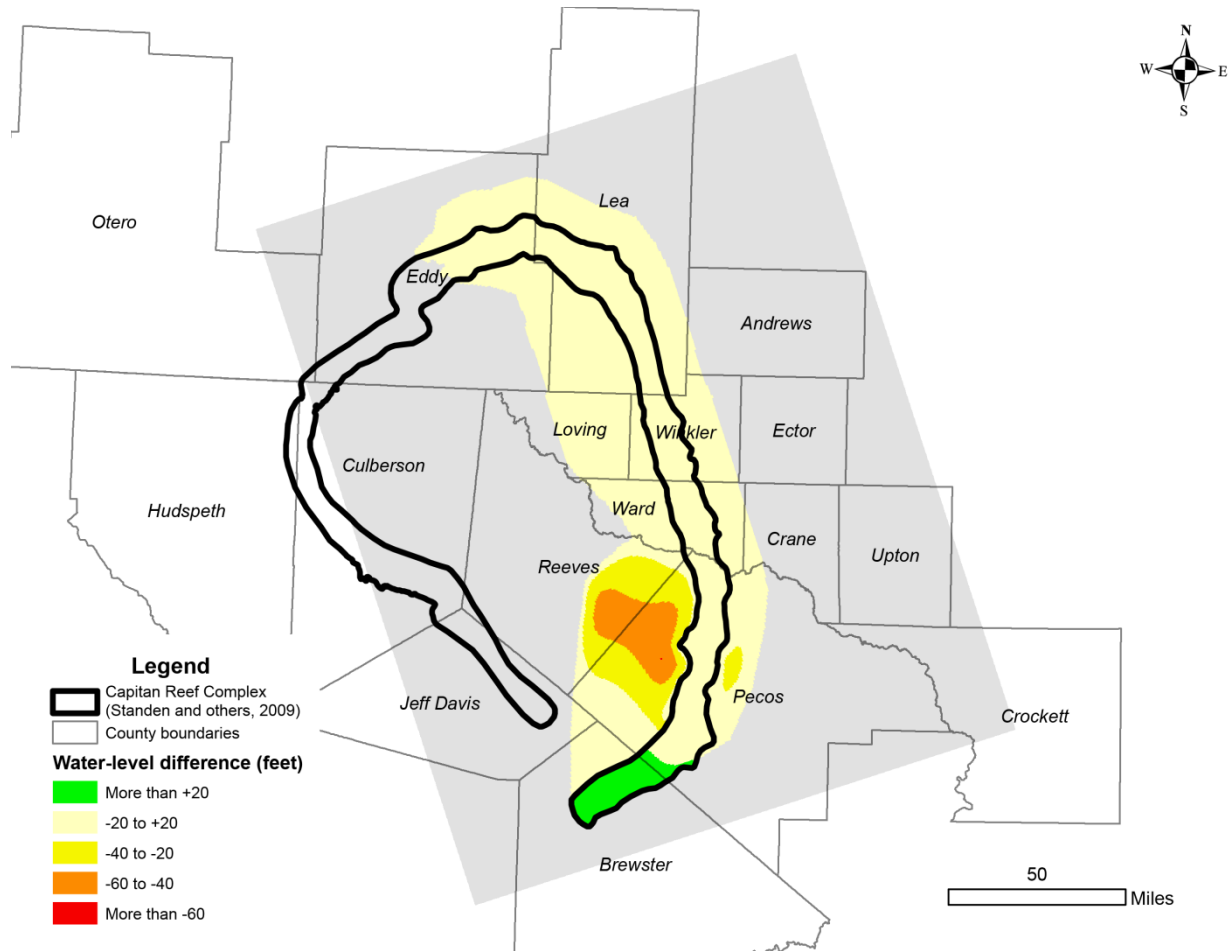 N
W E
S
Lea
Otero
Eddy
Andrews
Loving
Winkler
Ector
Culberson
Hudspeth
Ward
Crane
Upton
Reeves
Pecos
Jeff Davis
Crockett
Brewster
Legend
Capitan Reef Complex
(Standen and others, 2009)
County boundaries
Water-level difference (feet)
More than +20
-20 to +20
-40 to -20
-60 to -40
More than -60
50
Miles